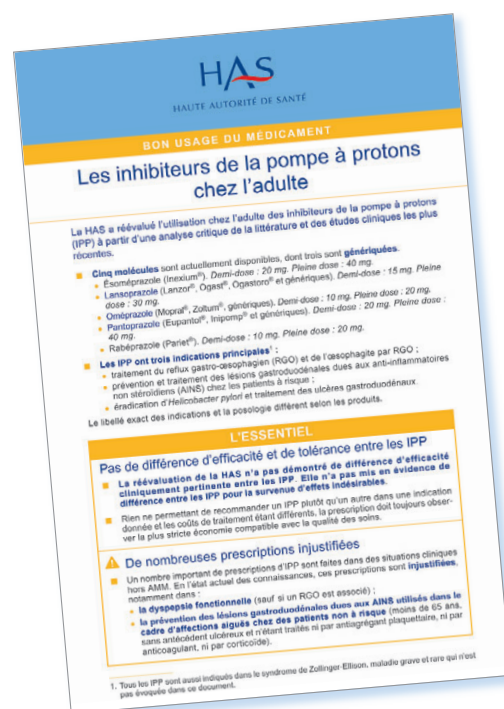 HAS
HAUTE AUTORITÉ DE SANTÉ
BON USAGE DU MÉDICAMENT
Les inhibiteurs de la pompe à protons
chez l'adulte
La HAS a réévalué l'utilisation chez l'adulte des inhibiteurs de la pompe à protons
(IPP) à partir d'une analyse critique de la littérature et des études cliniques les plus
récentes.
■ Cinq molécules sont actuellement disponibles, dont trois sont génériquées.
• Ésoméprazole (Inexium®). Demi-dose : 20 mg. Pleine dose : 40 mg.
• Lansoprazole (Lanzor®, Ogast®, Ogastoro® et génériques). Demi-dose : 15 mg. Pleine
dose : 30 mg.
• Oméprazole (Mopral®, Zoltum®, génériques). Demi-dose : 10 mg. Pleine dose : 20 mg.
• Pantoprazole (Eupantol®, Inipomp® et génériques). Demi-dose : 20 mg. Pleine dose :
40 mg.
• Rabéprazole (Pariet®). Demi-dose : 10 mg. Pleine dose : 20 mg.
■ Les IPP ont trois indications principales¹ :
• traitement du reflux gastro-œsophagien (RGO) et de l'œsophagite par RGO ;
• prévention et traitement des lésions gastroduodénales dues aux anti-inflammatoires
non stéroïdiens (AINS) chez les patients à risque ;
• éradication d'Helicobacter pylori et traitement des ulcères gastroduodénaux.
Le libellé exact des indications et la posologie diffèrent selon les produits.
L'ESSENTIEL
Pas de différence d'efficacité et de tolérance entre les IPP
■ La réévaluation de la HAS n'a pas démontré de différence d'efficacité
cliniquement pertinente entre les IPP. Elle n'a pas mis en évidence de
différence entre les IPP pour la survenue d'effets indésirables.
■ Rien ne permettant de recommander un IPP plutôt qu'un autre dans une indication
donnée et les coûts de traitement étant différents, la prescription doit toujours obser-
ver la plus stricte économie compatible avec la qualité des soins.
De nombreuses prescriptions injustifiées
■ Un nombre important de prescriptions d'IPP sont faites dans des situations cliniques
hors AMM. En l'état actuel des connaissances, ces prescriptions sont injustifiées,
notamment dans :
• la dyspepsie fonctionnelle (sauf si un RGO est associé) ;
• la prévention des lésions gastroduodénales dues aux AINS utilisés dans le
cadre d'affections aiguës chez des patients non à risque (moins de 65 ans,
sans antécédent ulcéreux et n'étant traités ni par antiagrégant plaquettaire, ni par
anticoagulant, ni par corticoïde).
1. Tous les IPP sont aussi indiqués dans le syndrome de Zollinger-Ellison, maladie grave et rare qui n'est
pas évoquée dans ce document.